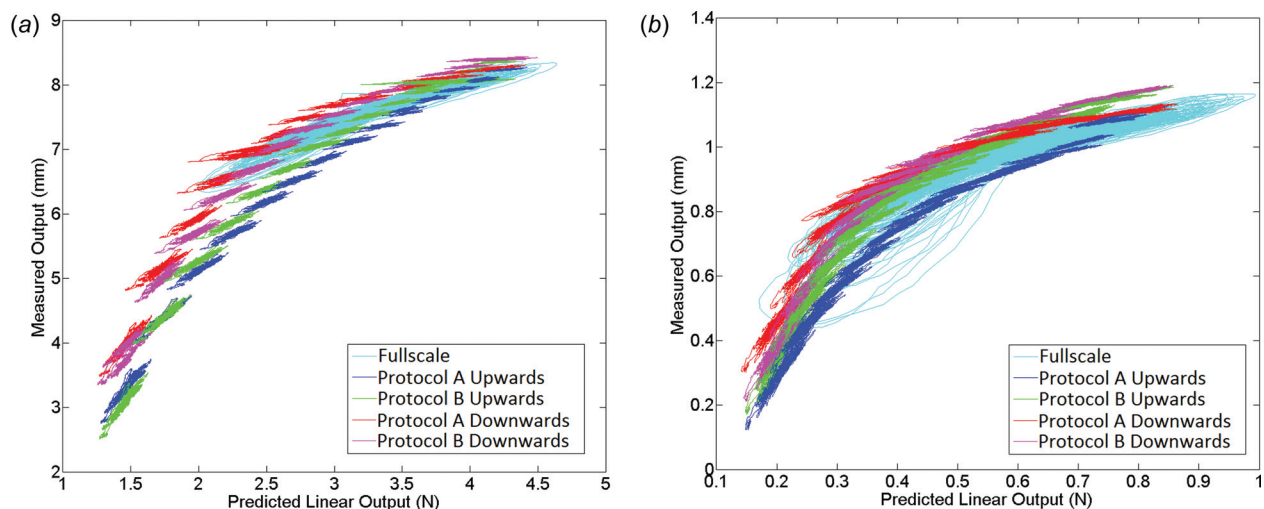 (a)
9
8
7
6
5
4
3
2
Measured Output (mm)
1 1.5 2 2.5 3 3.5 4 4.5 5
Predicted Linear Output (N)
Fullscale
Protocol A Upwards
Protocol B Upwards
Protocol A Downwards
Protocol B Downwards
(b)
1.4
1.2
1
0.8
0.6
0.4
0.2
0
Measured Output (mm)
0.1 0.2 0.3 0.4 0.5 0.6 0.7 0.8 0.9 1
Predicted Linear Output (N)
Fullscale
Protocol A Upwards
Protocol B Upwards
Protocol A Downwards
Protocol B Downwards